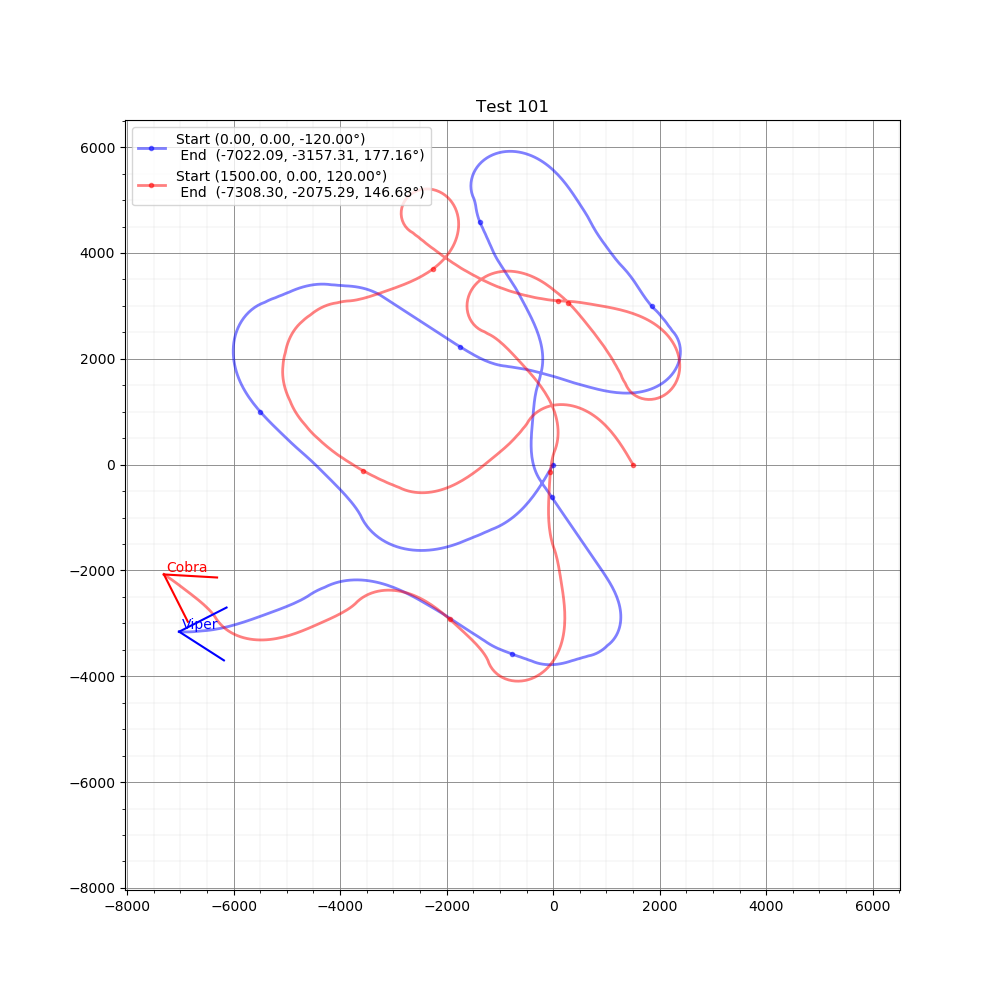 Test 101
Start (0.00, 0.00, -120.00°)
End (-7022.09, -3157.31, 177.16°)
Start (1500.00, 0.00, 120.00°)
End (-7308.30, -2075.29, 146.68°)
6000
4000
2000
0
−2000
−4000
−6000
−8000
Cobra
Viper
−8000 −6000 −4000 −2000 0 2000 4000 6000